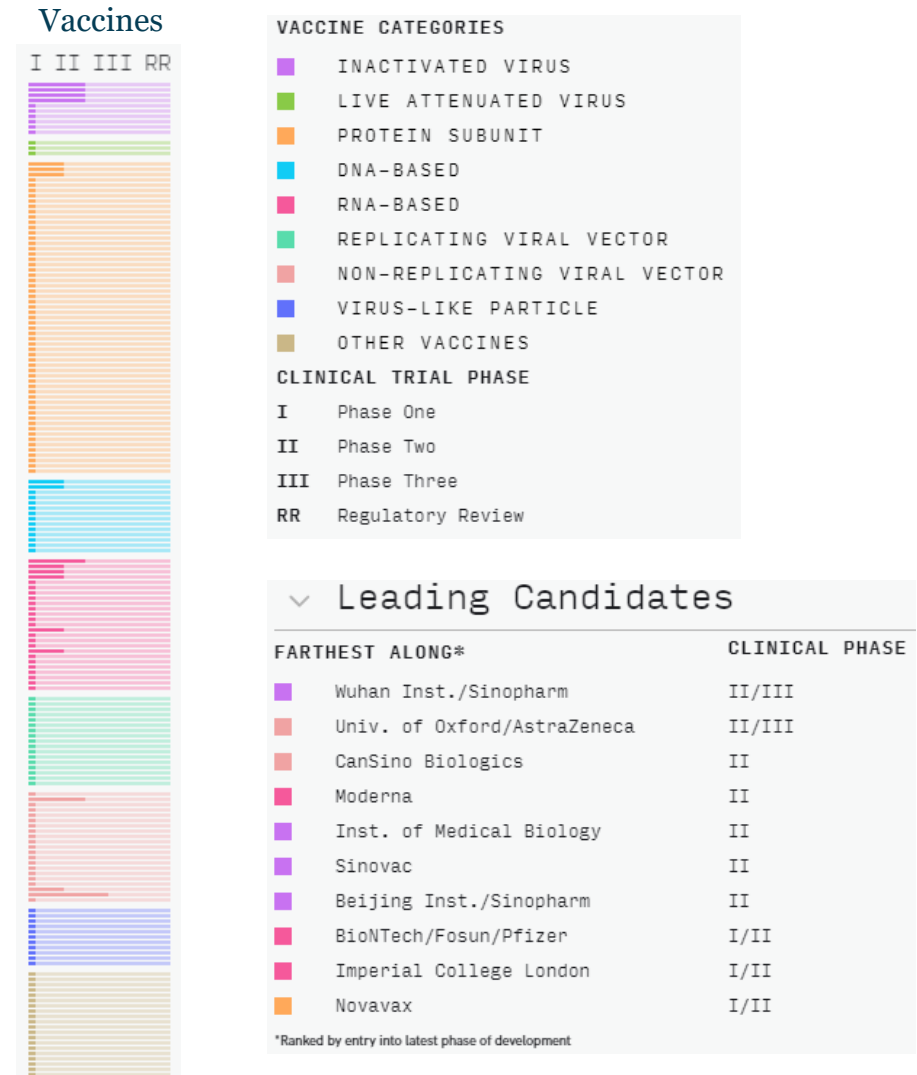 Vaccines
I II III RR
VACCINE CATEGORIES
INACTIVATED VIRUS
LIVE ATTENUATED VIRUS
PROTEIN SUBUNIT
DNA-BASED
RNA-BASED
REPLICATING VIRAL VECTOR
NON-REPLICATING VIRAL VECTOR
VIRUS-LIKE PARTICLE
OTHER VACCINES
CLINICAL TRIAL PHASE
I Phase One
II Phase Two
III Phase Three
RR Regulatory Review
Leading Candidates
FARTHEST ALONG* CLINICAL PHASE
Wuhan Inst./Sinopharm II/III
Univ. of Oxford/AstraZeneca II/III
CanSino Biologics II
Moderna II
Inst. of Medical Biology II
Sinovac II
Beijing Inst./Sinopharm II
BioNTech/Fosun/Pfizer I/II
Imperial College London I/II
Novavax I/II
*Ranked by entry into latest phase of development